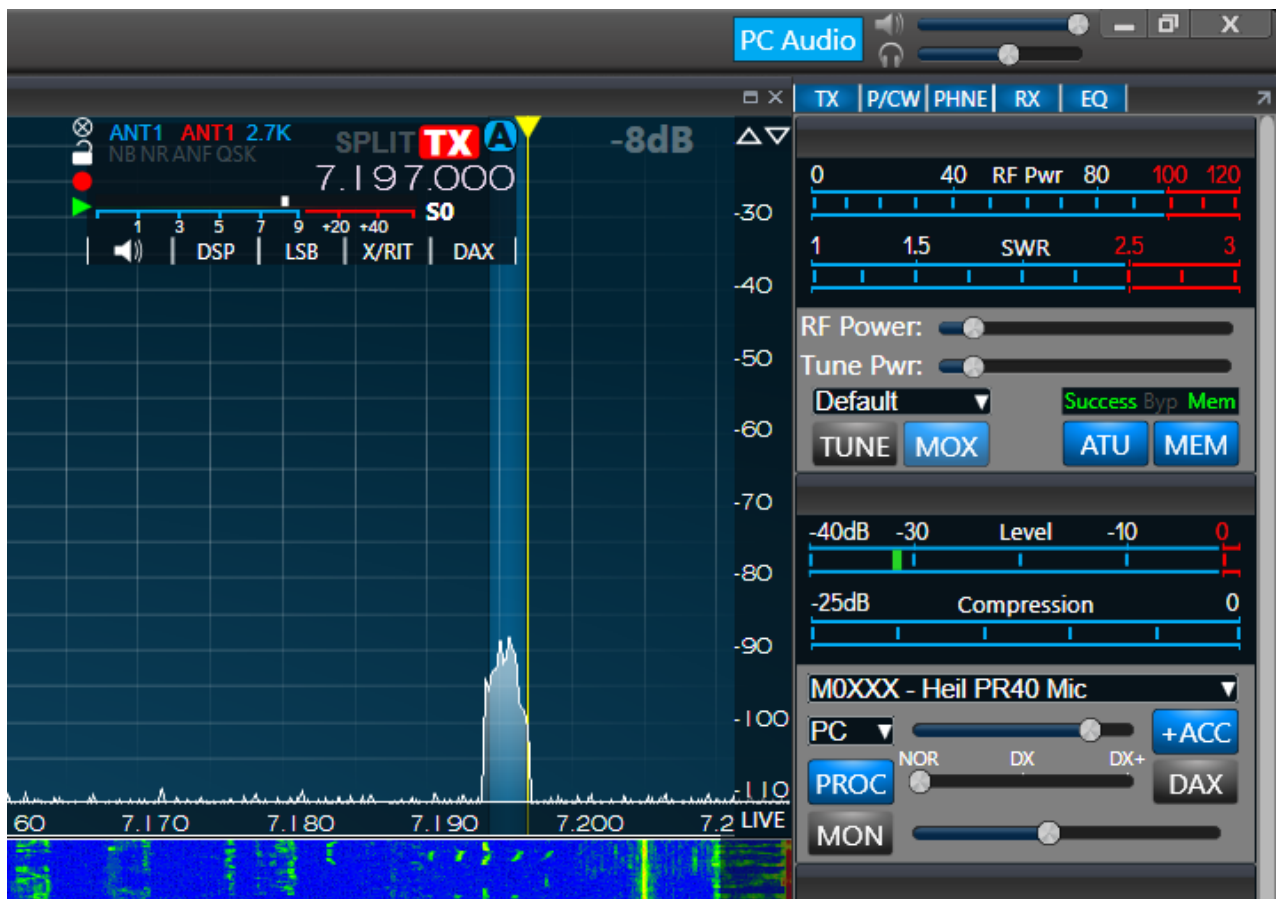 PC Audio
X
TX P/CW PHNE RX EQ
ANT1 ANT1 2.7K
NB NR ANF QSK
SPLIT TX A
-8dB
7.197.000
S0
1 3 5 7 9 +20 +40
DSP LSB X/RIT DAX
-30
-40
-50
-60
-70
-80
-90
-100
-110
60 7.170 7.180 7.190 7.200 7.2 LIVE
0 40 RF Pwr 80 100 120
1 1.5 SWR 2.5 3
RF Power:
Tune Pwr:
Default Success Byp Mem
TUNE MOX ATU MEM
-40dB -30 Level -10 0
-25dB Compression 0
M0XXX - Heil PR40 Mic
PC +ACC
NOR DX DX+
PROC DAX
MON